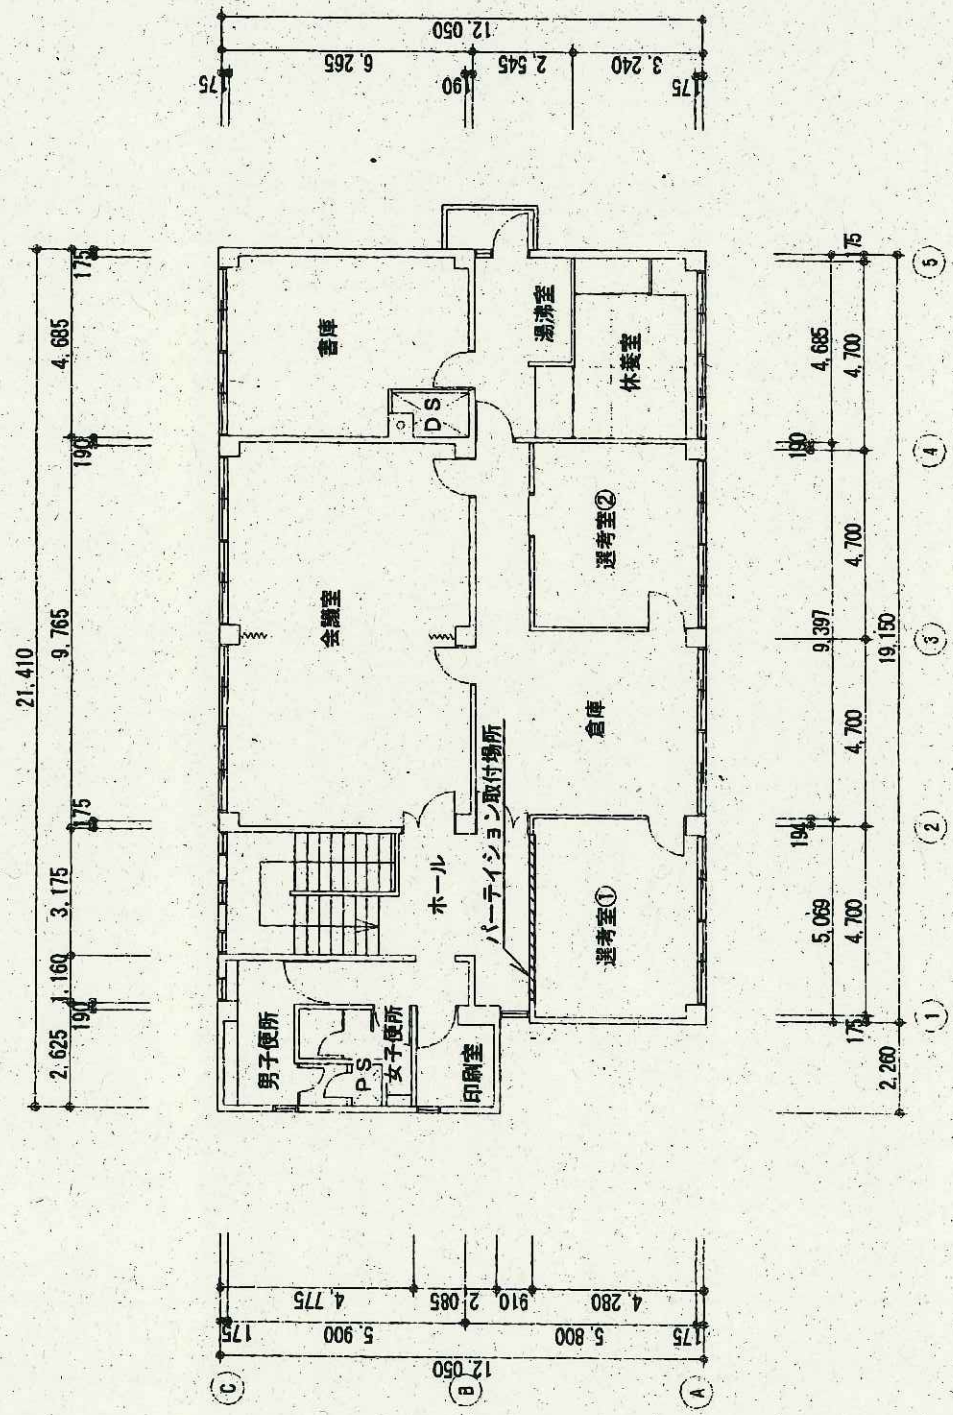 12.050
6,265
2,545
3,240
175
190
175
21.410
4,685
9,765
3,175
1,160
2,625
175
190
175
190
書庫
DS
湯沸室
休養室
会議室
選考室②
倉庫
パーテイション取付場所
ホール
選考室①
男子便所
PS
女子便所
印刷室
175
4,685
4,700
190
4,700
9,397
19,150
4,700
194
5,069
4,700
175
2,260
5
4
3
2
1
4,775
2,085
910
4,280
175
5.900
5.800
175
12.050
C
B
A